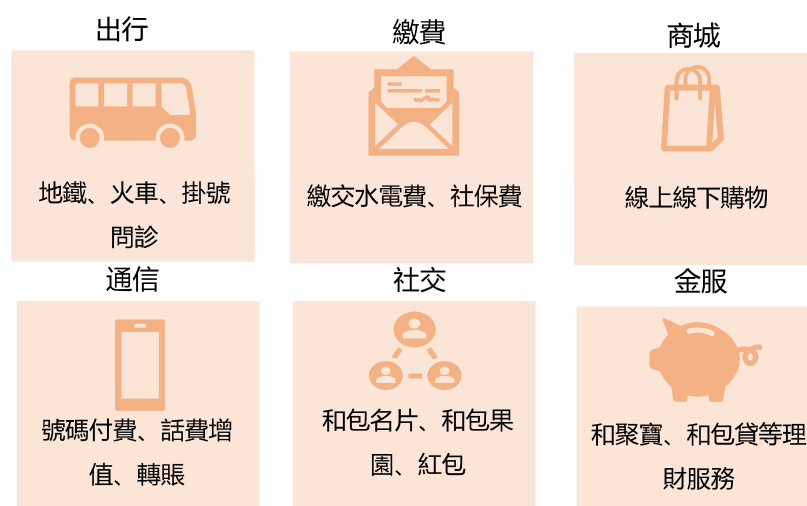 出行
地鐵、火車、掛號
問診
繳費
繳交水電費、社保費
商城
線上線下購物
通信
號碼付費、話費增
值、轉賬
社交
和包名片、和包果
園、紅包
金服
和聚寶、和包貸等理
財服務